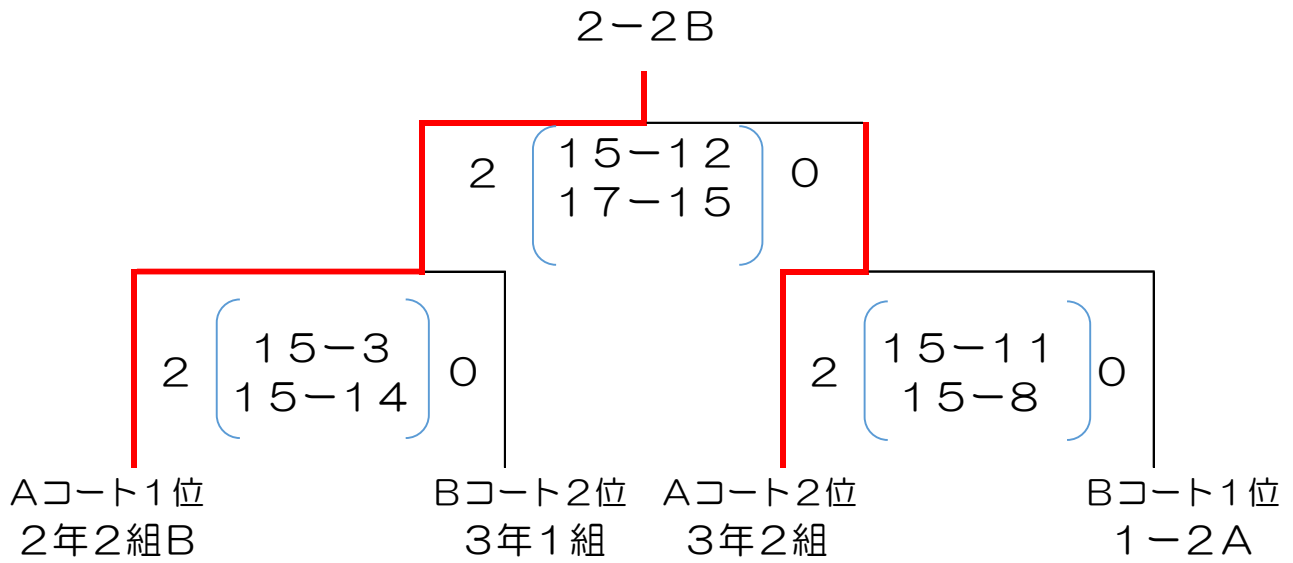 ２－２Ｂ
２ １５－１２ ０
１７－１５
２ １５－３ ０
１５－１４
２ １５－１１ ０
１５－８
Ａコート１位
２年２組Ｂ
Ｂコート２位
３年１組
Ａコート２位
３年２組
Ｂコート１位
１－２Ａ